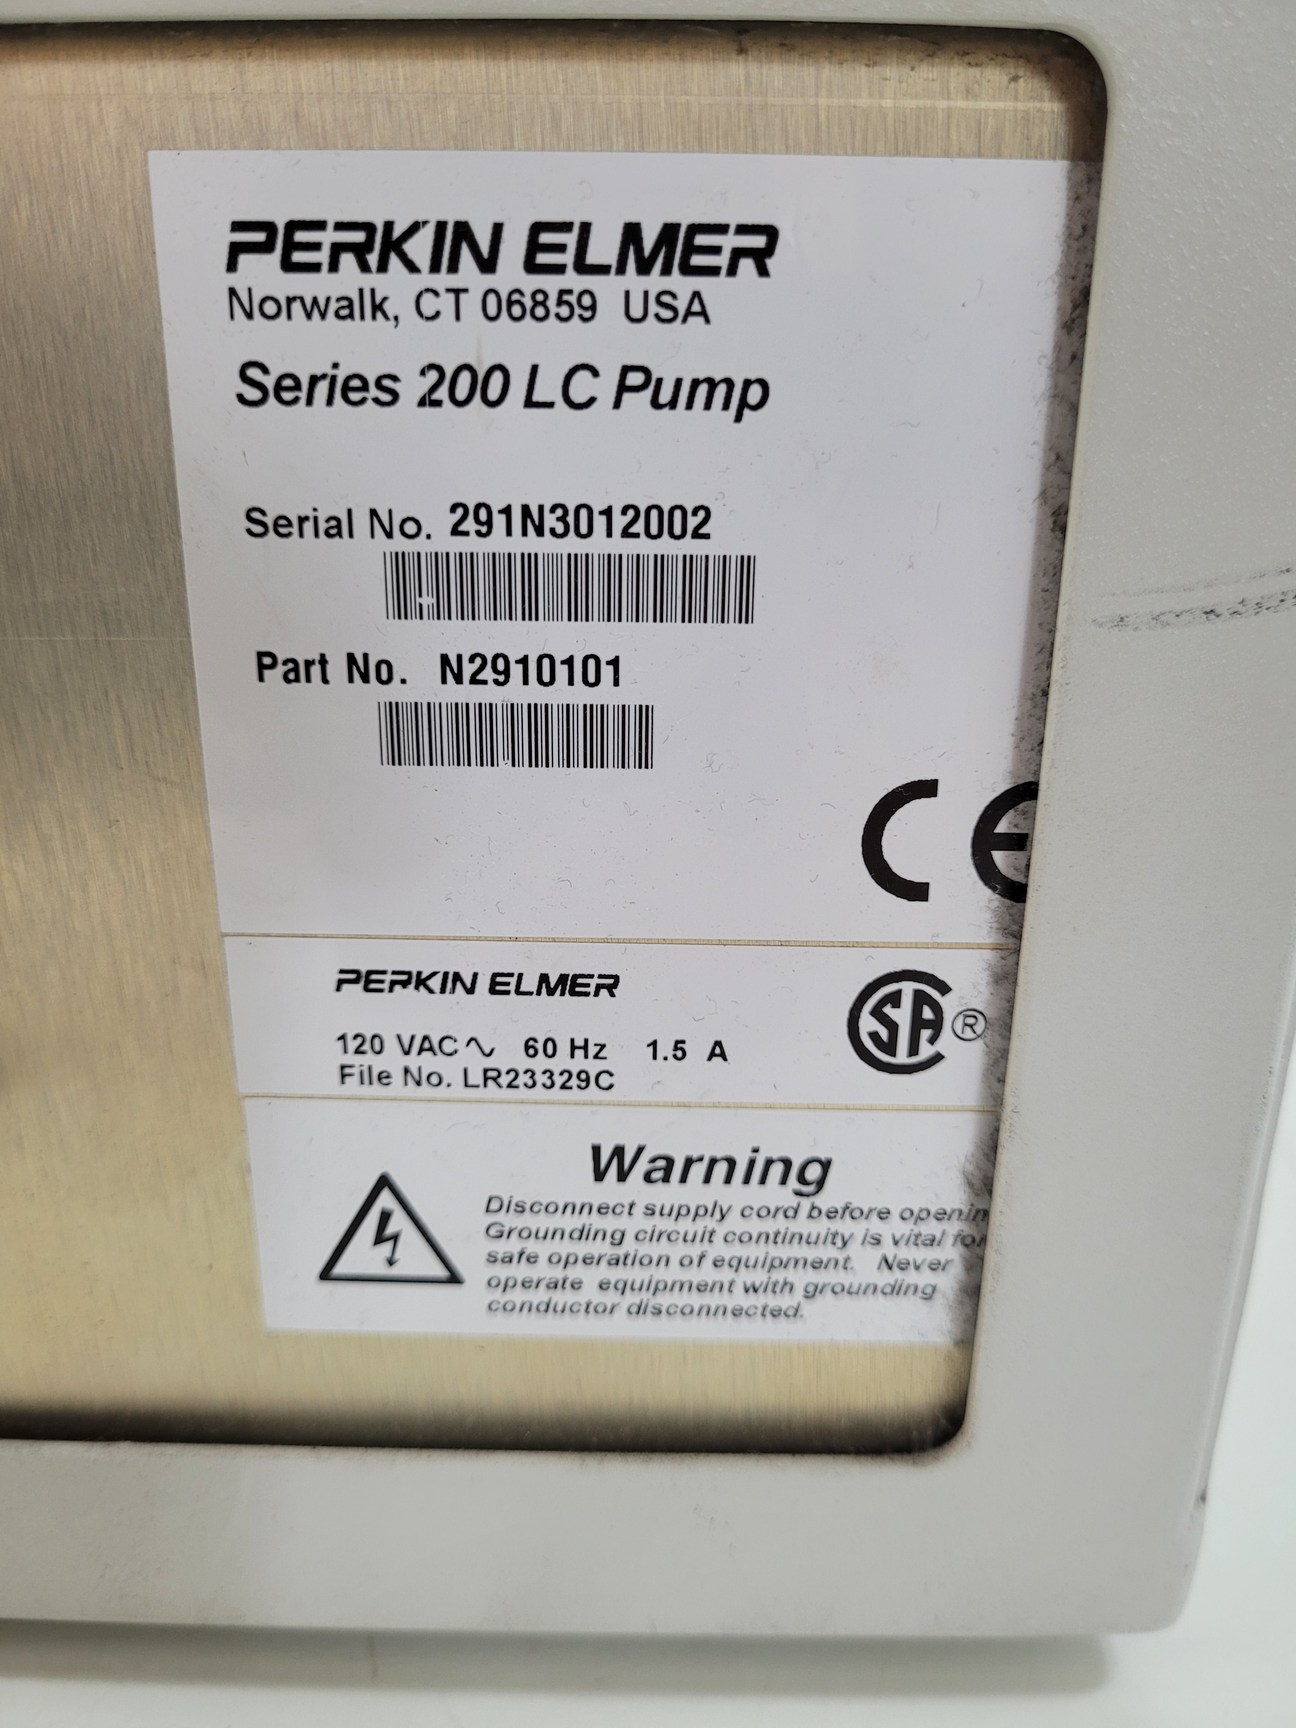 PERKIN ELMER
Norwalk, CT 06859 USA
Series 200 LC Pump
Serial No. 291N3012002
Part No. N2910101
CE
PERKIN ELMER
120 VAC~ 60 Hz 1.5 A
File No. LR23329C
SA®
Warning
Disconnect supply cord before openin
Grounding circuit continuity is vital for
safe operation of equipment. Never
operate equipment with grounding
conductor disconnected.